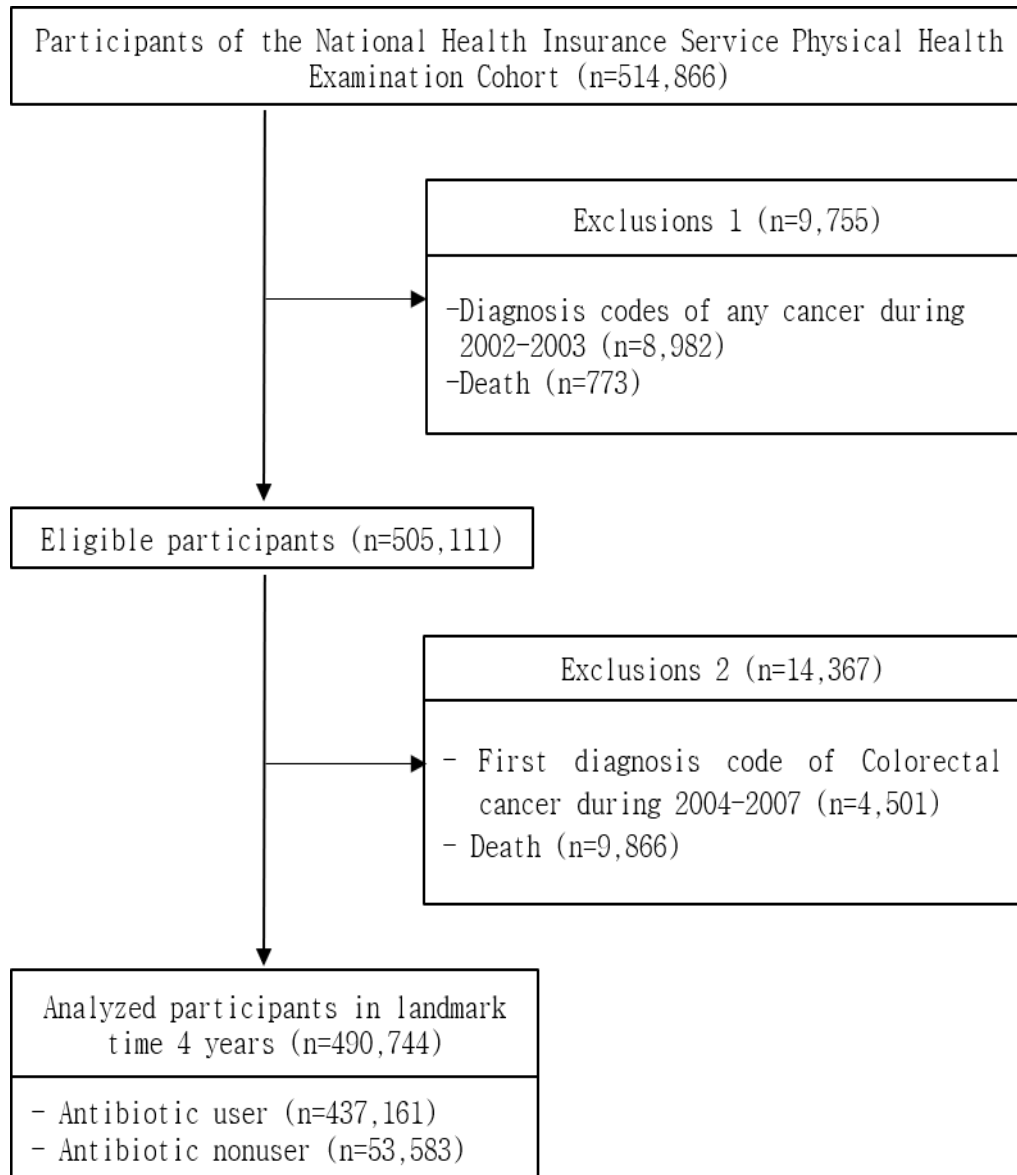 Participants of the National Health Insurance Service Physical Health
Examination Cohort (n=514,866)
Exclusions 1 (n=9,755)
-Diagnosis codes of any cancer during
2002-2003 (n=8,982)
-Death (n=773)
Eligible participants (n=505,111)
Exclusions 2 (n=14,367)
- First diagnosis code of Colorectal
cancer during 2004-2007 (n=4,501)
- Death (n=9,866)
Analyzed participants in landmark
time 4 years (n=490,744)
- Antibiotic user (n=437,161)
- Antibiotic nonuser (n=53,583)